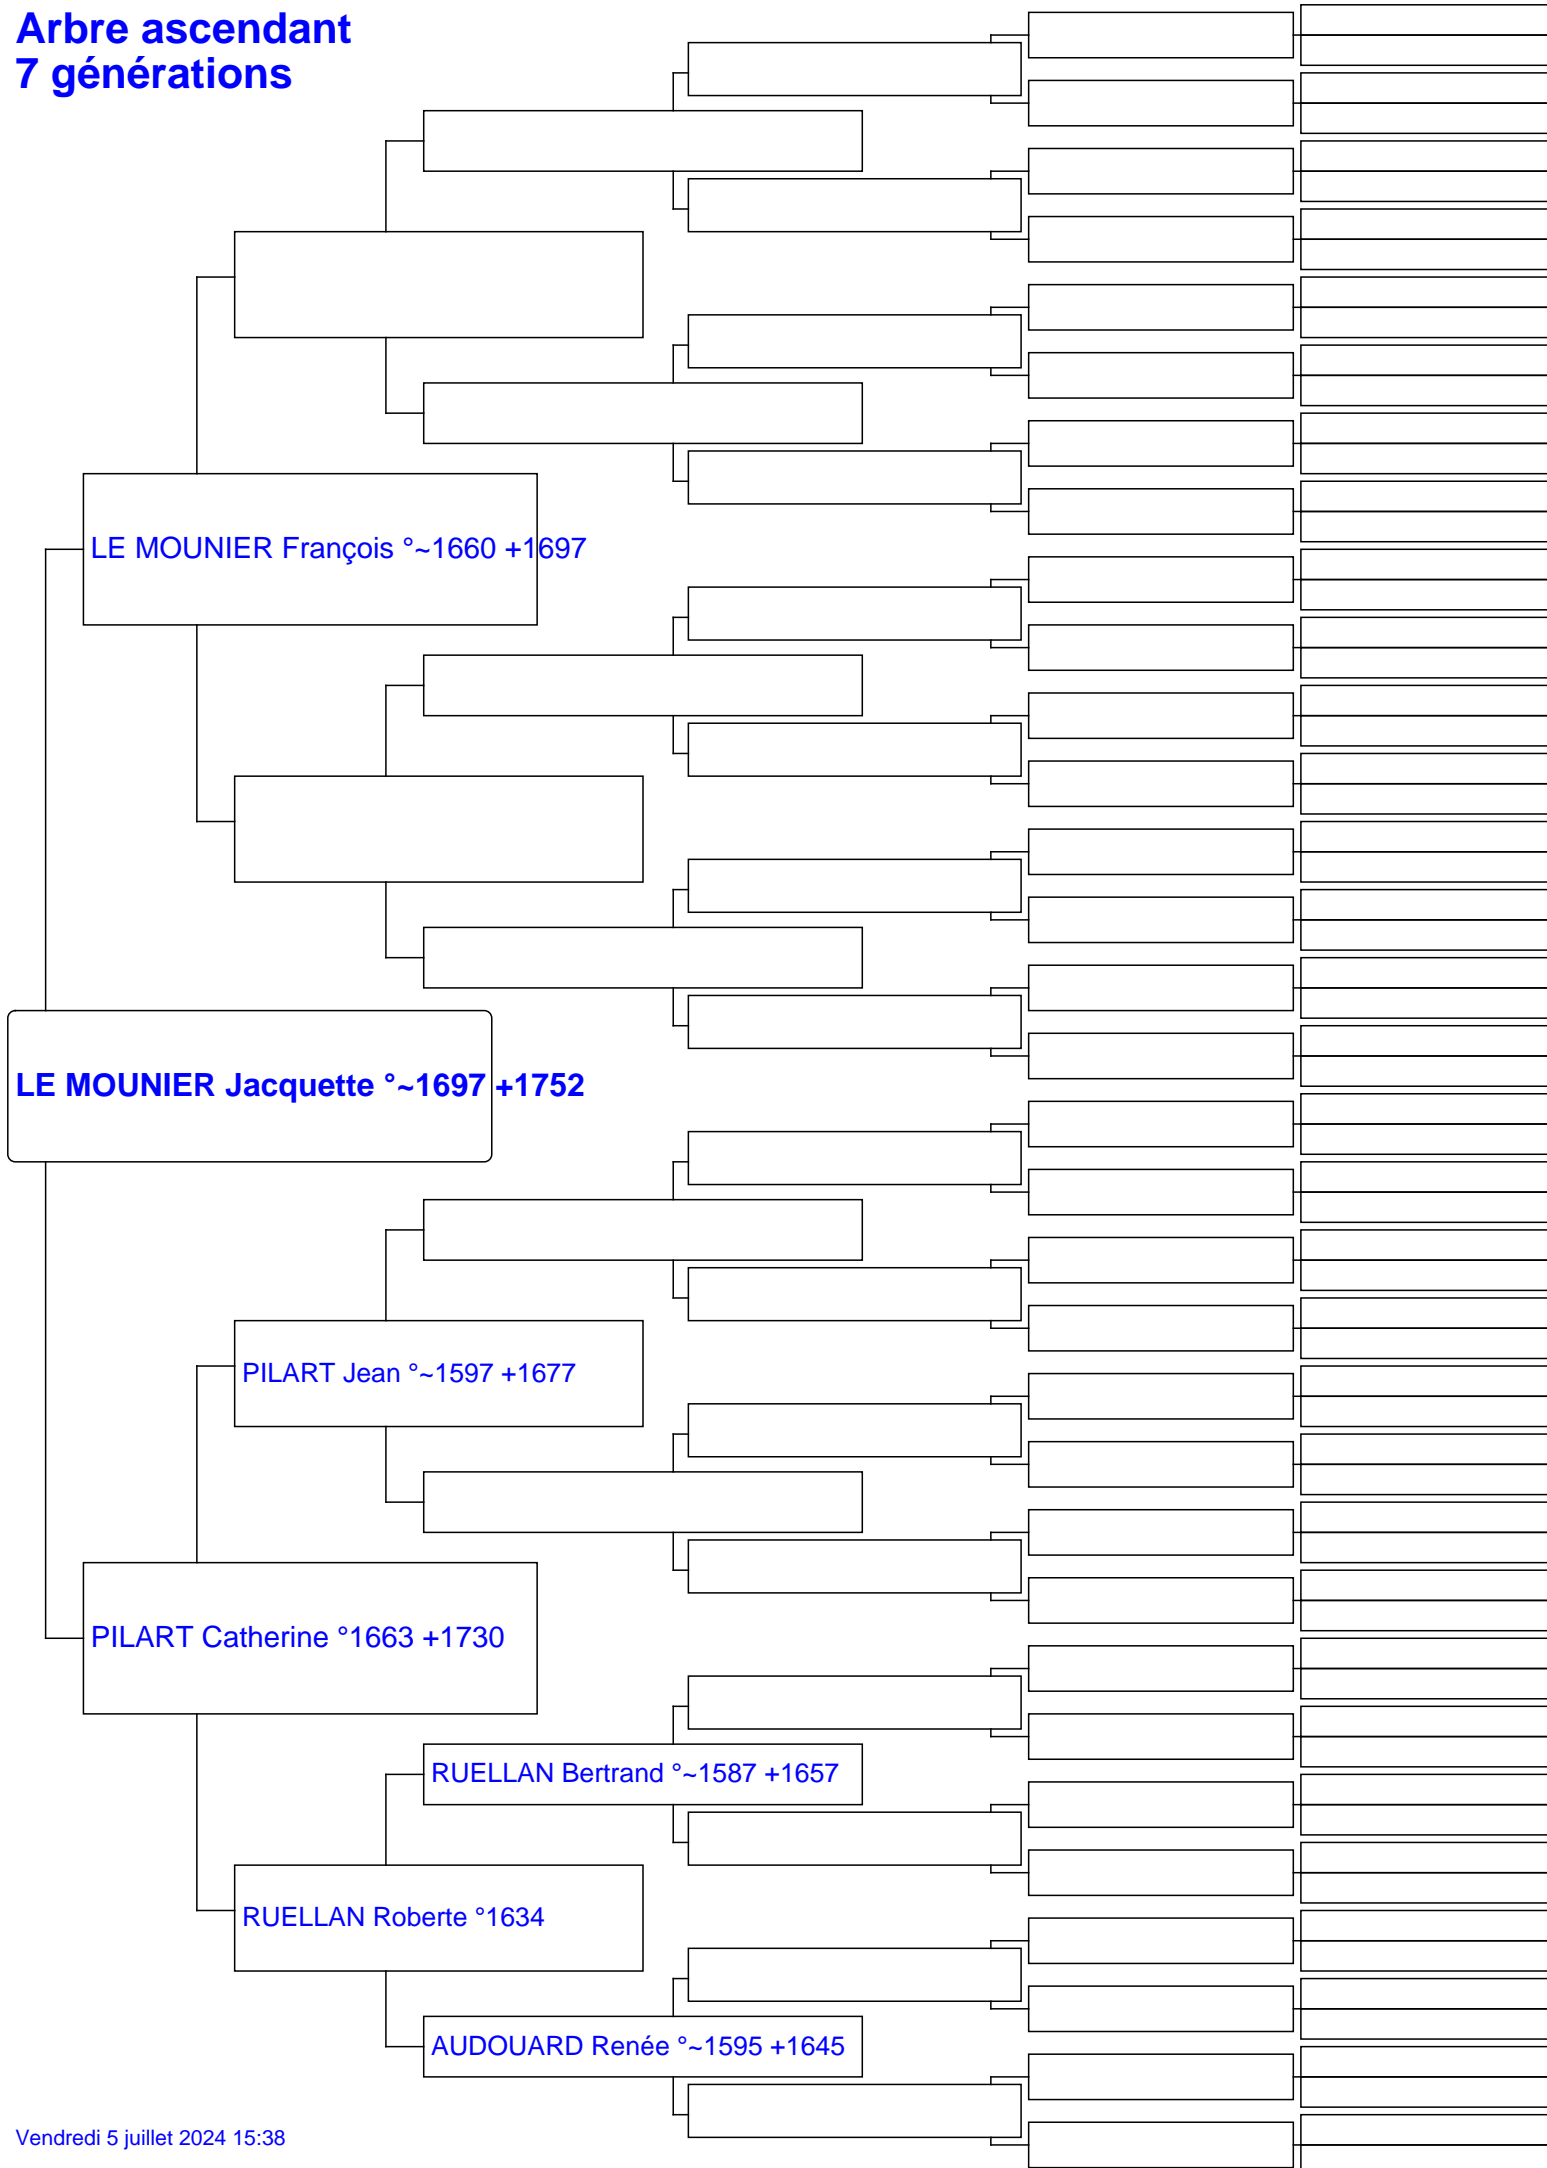 Arbre ascendant
7 générations
LE MOUNIER François °~1660 +1697
LE MOUNIER Jacquette °~1697 +1752
PILART Jean °~1597 +1677
PILART Catherine °1663 +1730
RUELLAN Bertrand °~1587 +1657
RUELLAN Roberte °1634
AUDOUARD Renée °~1595 +1645
Vendredi 5 juillet 2024 15:38